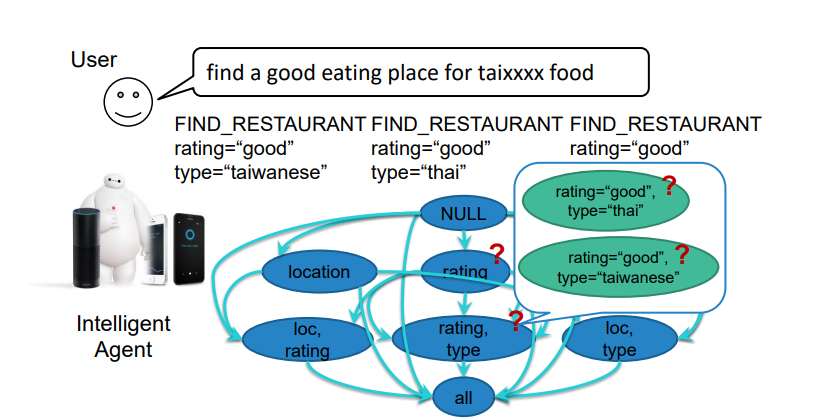 User
find a good eating place for taixxxx food
FIND_RESTAURANT FIND_RESTAURANT FIND_RESTAURANT
rating=“good” rating=“good” rating=“good”
type=“taiwanese” type=“thai”
rating=“good”, ?
type=“thai”
NULL
rating=“good”, ?
type=“taiwanese”
location
rating ?
Intelligent
Agent
loc,
rating
rating, ?
type
loc,
type
all